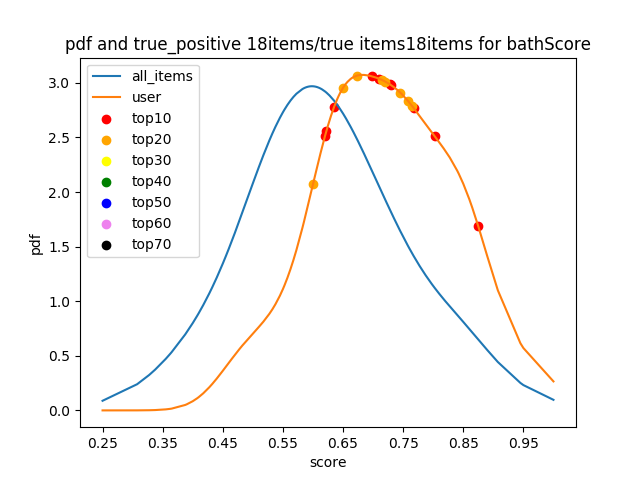 pdf and true_positive 18items/true items18items for bathScore
all_items
user
top10
top20
top30
top40
top50
top60
top70
3.0
2.5
2.0
1.5
1.0
0.5
0.0
pdf
0.25 0.35 0.45 0.55 0.65 0.75 0.85 0.95
score